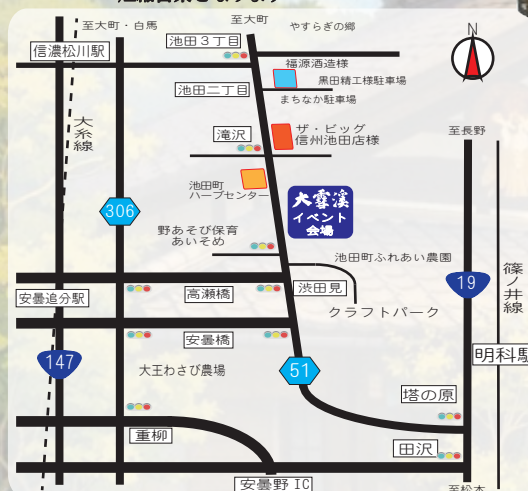 至大町・白馬
至大町
やすらぎの郷
N
信濃松川駅
池田３丁目
福源酒造様
黒田精工様駐車場
池田二丁目
まちなか駐車場
大糸線
滝沢
ザ・ビッグ
信州池田店様
至長野
池田町
ハーブセンター
306
大雪渓
イベント
会場
野あそび保育
あいそめ
池田町ふれあい農園
19
篠ノ井線
安曇追分駅
高瀬橋
渋田見
クラフトパーク
安曇橋
147
大王わさび農場
51
明科駅
塔の原
重柳
田沢
安曇野 IC
至松本